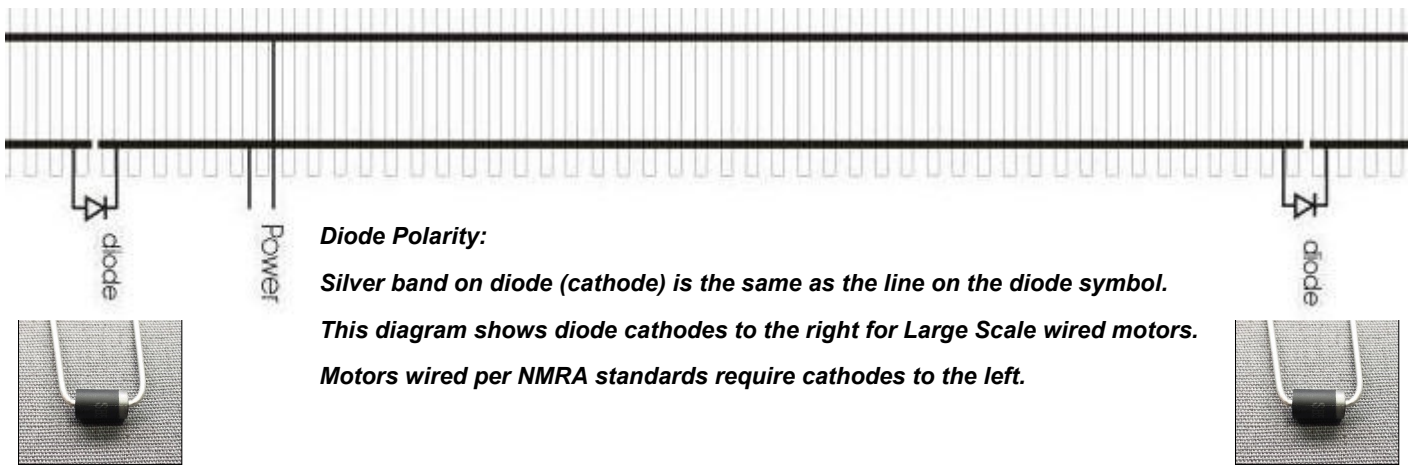 diode
Power
diode
Diode Polarity:
Silver band on diode (cathode) is the same as the line on the diode symbol.
This diagram shows diode cathodes to the right for Large Scale wired motors.
Motors wired per NMRA standards require cathodes to the left.